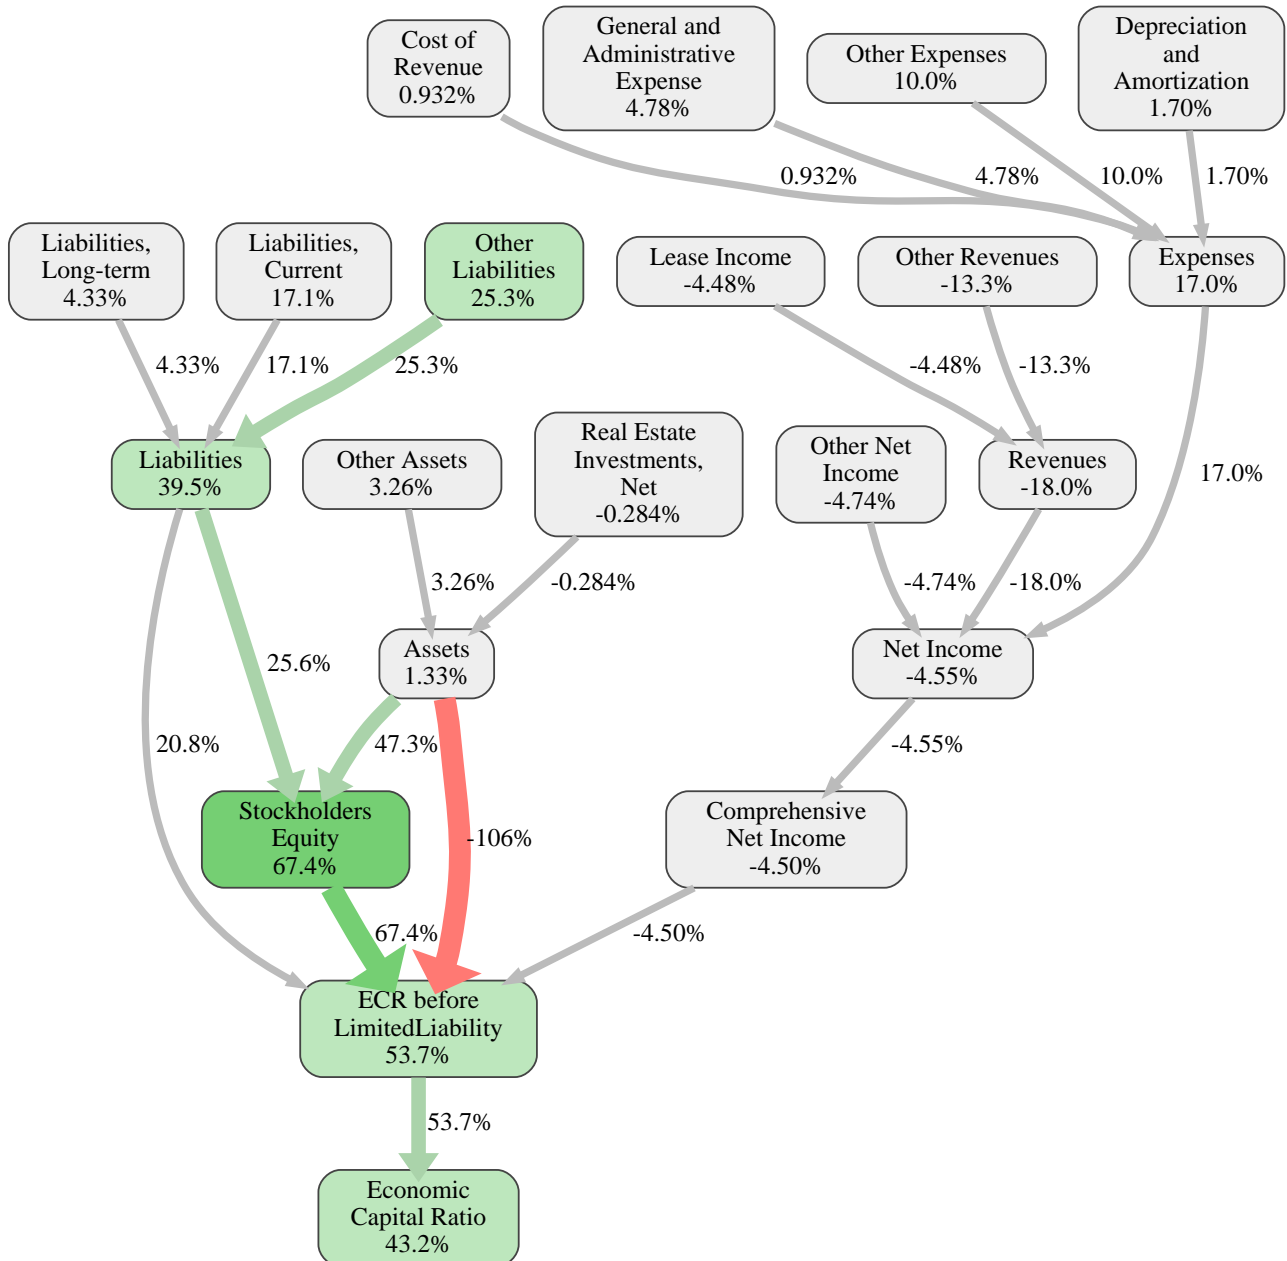 Cost of
Revenue
0.932%
General and
Administrative
Expense
4.78%
Other Expenses
10.0%
Depreciation
and
Amortization
1.70%
0.932%
4.78%
10.0%
1.70%
Liabilities,
Long-term
4.33%
Liabilities,
Current
17.1%
Other
Liabilities
25.3%
Lease Income
-4.48%
Other Revenues
-13.3%
Expenses
17.0%
4.33%
17.1%
25.3%
-4.48%
-13.3%
Liabilities
39.5%
Other Assets
3.26%
Real Estate
Investments,
Net
-0.284%
Other Net
Income
-4.74%
Revenues
-18.0%
17.0%
3.26%
-0.284%
-4.74%
-18.0%
25.6%
Assets
1.33%
Net Income
-4.55%
20.8%
47.3%
-4.55%
Stockholders
Equity
67.4%
-106%
Comprehensive
Net Income
-4.50%
67.4%
-4.50%
ECR before
LimitedLiability
53.7%
53.7%
Economic
Capital Ratio
43.2%